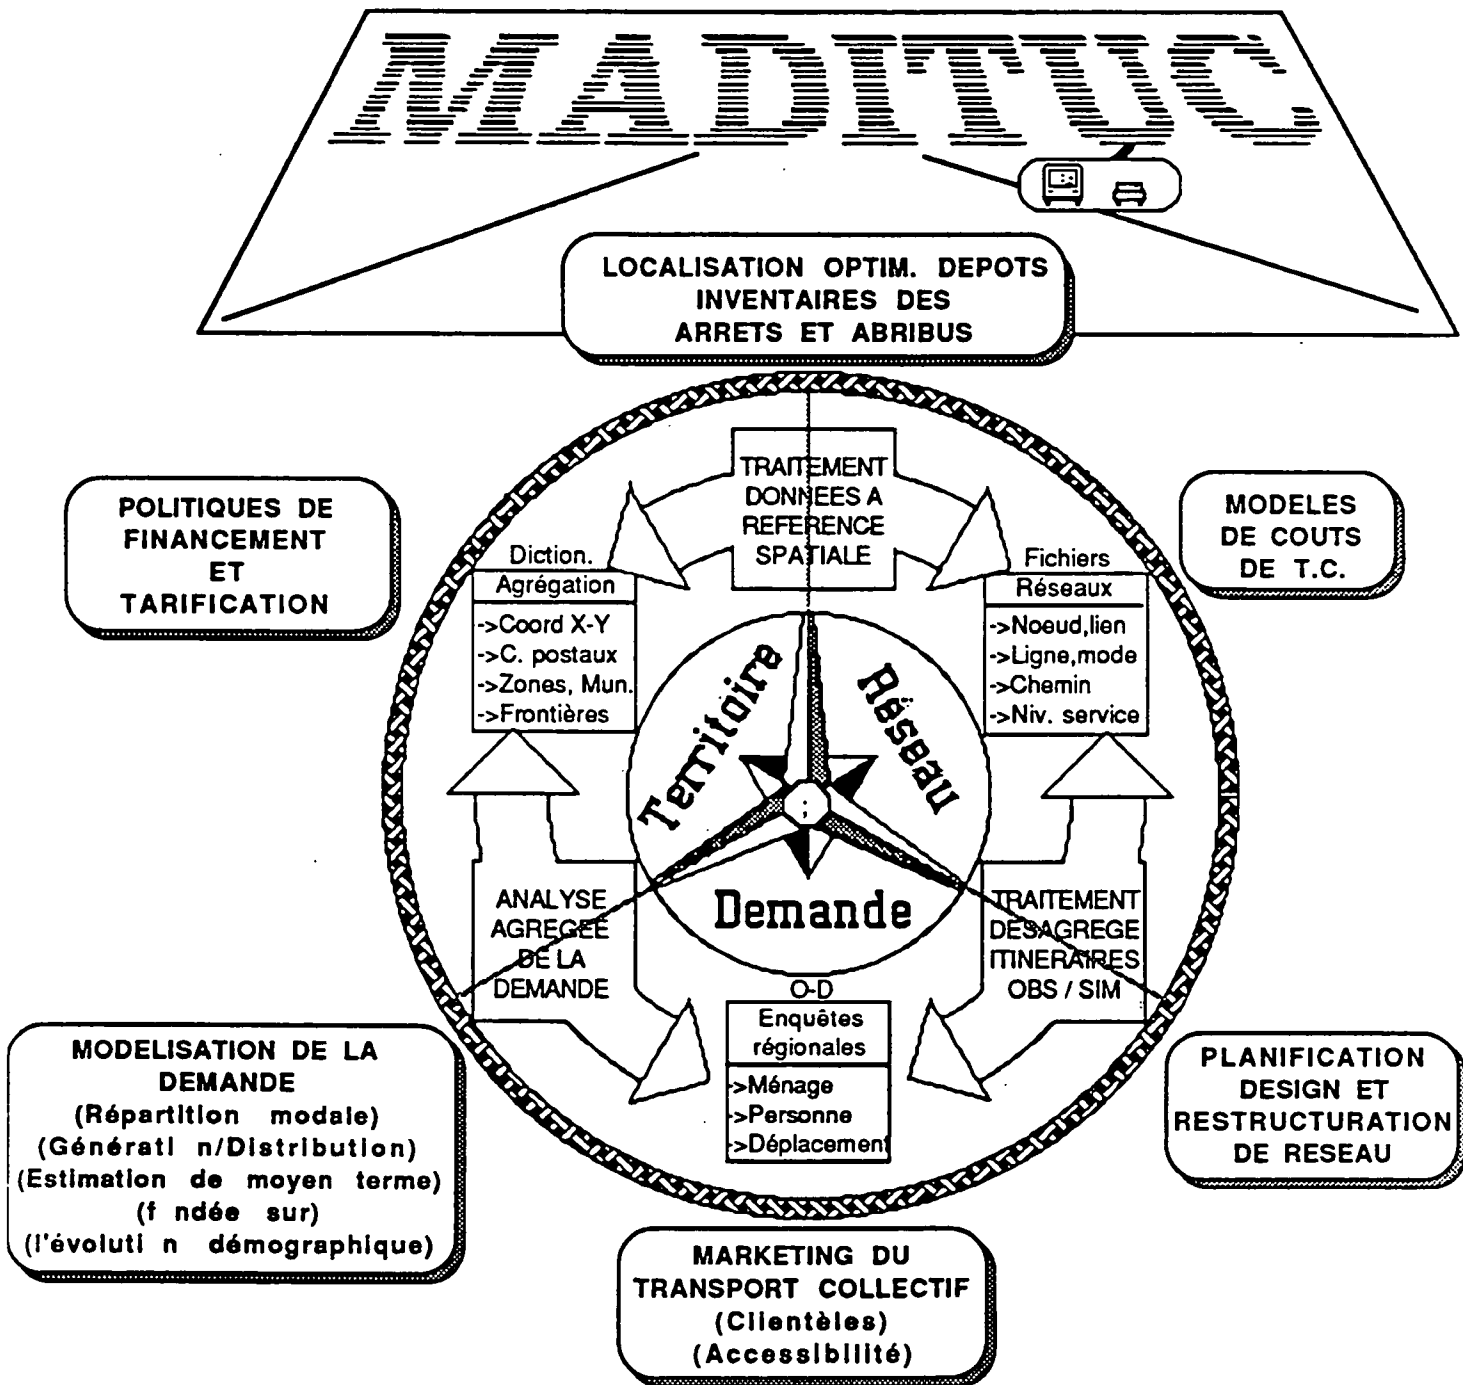 MADITUC
LOCALISATION OPTIM. DEPOTS
INVENTAIRES DES
ARRETS ET ABRIBUS
POLITIQUES DE
FINANCEMENT
ET
TARIFICATION
MODELES
DE COUTS
DE T.C.
TRAITEMENT
DONNEES A
REFERENCE
SPATIALE
Diction.
Agrégation
->Coord X-Y
->C. postaux
->Zones, Mun.
->Frontières
Fichiers
Réseaux
->Noeud,lien
->Ligne,mode
->Chemin
->Niv. service
Territoire
Réseau
Demande
ANALYSE
AGREGEE
DE LA
DEMANDE
TRAITEMENT
DESAGREGE
ITINERAIRES
OBS / SIM
O-D
Enquêtes
régionales
->Ménage
->Personne
->Déplacement
MODELISATION DE LA
DEMANDE
(Répartition modale)
(Générati n/Distribution)
(Estimation de moyen terme)
(f ndée sur)
(l'évoluti n démographique)
PLANIFICATION
DESIGN ET
RESTRUCTURATION
DE RESEAU
MARKETING DU
TRANSPORT COLLECTIF
(Clientèles)
(Accessibilité)